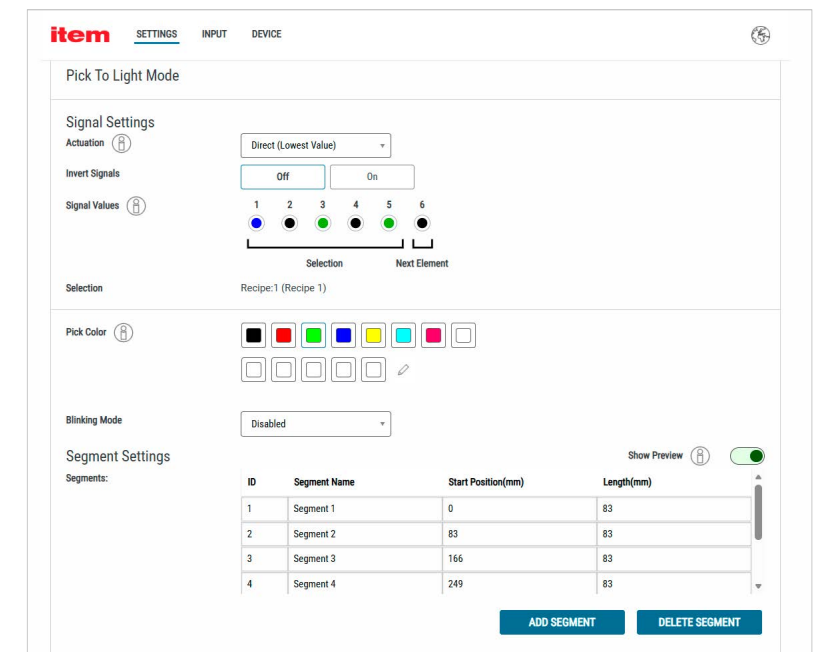 item SETTINGS INPUT DEVICE
Pick To Light Mode
Signal Settings
Actuation Direct (Lowest Value)
Invert Signals Off On
Signal Values 1 2 3 4 5 6
Selection Next Element
Selection Recipe:1 (Recipe 1)
Pick Color
Blinking Mode Disabled
Segment Settings Show Preview
Segments: ID Segment Name Start Position(mm) Length(mm)
1 Segment 1 0 83
2 Segment 2 83 83
3 Segment 3 166 83
4 Segment 4 249 83
ADD SEGMENT DELETE SEGMENT